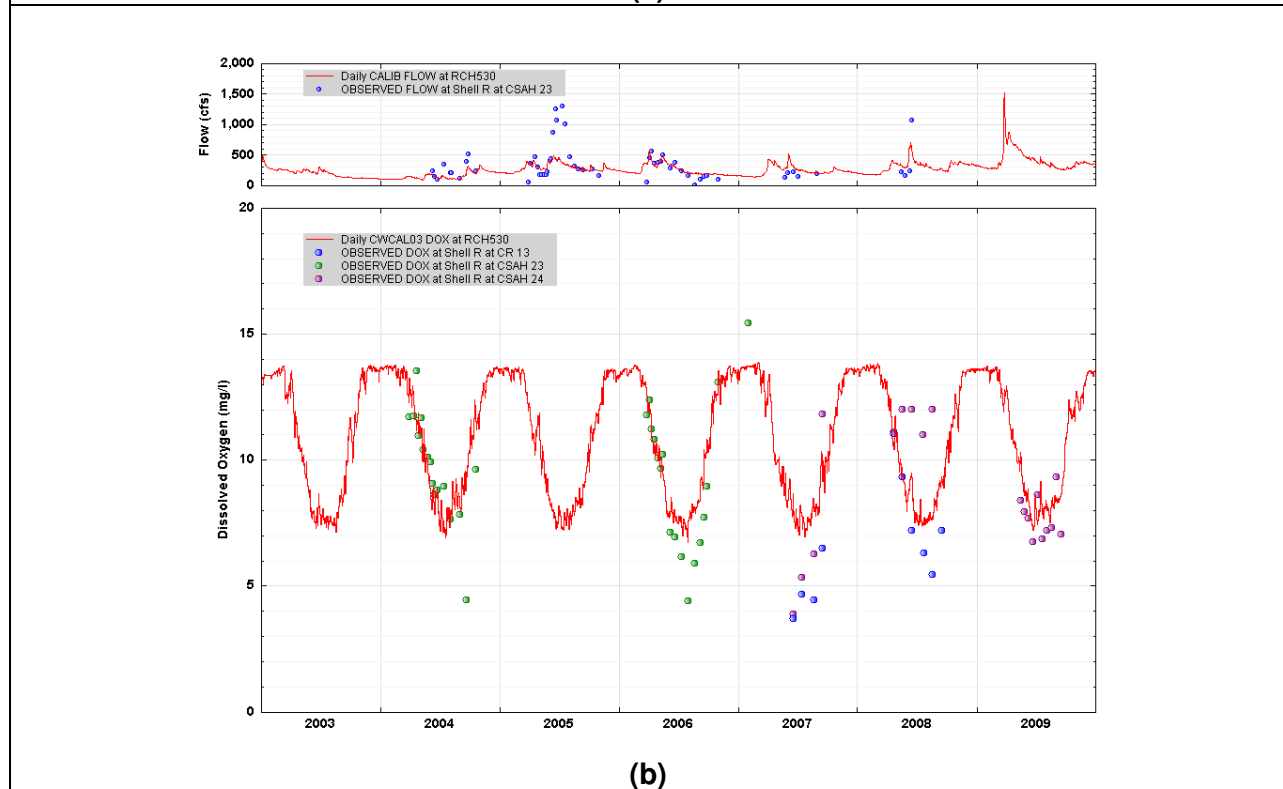 2,000
1,500
1,000
500
0
Flow (cfs)
Daily CALIB FLOW at RCH530
OBSERVED FLOW at Shell R at CSAH 23
20
15
10
5
0
Dissolved Oxygen (mg/l)
Daily CWCAL03 DOX at RCH530
OBSERVED DOX at Shell R at CR 13
OBSERVED DOX at Shell R at CSAH 23
OBSERVED DOX at Shell R at CSAH 24
2003 2004 2005 2006 2007 2008 2009
(b)